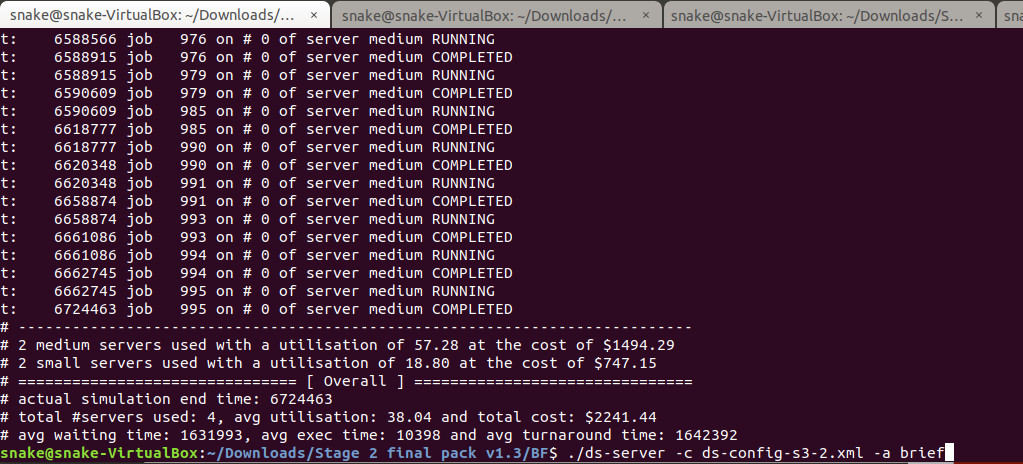 snake@snake-VirtualBox: ~/Downloads/... × snake@snake-VirtualBox: ~/Downloads/... × snake@snake-VirtualBox: ~/Downloads/S... × sna
t:    6588566 job   976 on # 0 of server medium RUNNING
t:    6588915 job   976 on # 0 of server medium COMPLETED
t:    6588915 job   979 on # 0 of server medium RUNNING
t:    6590609 job   979 on # 0 of server medium COMPLETED
t:    6590609 job   985 on # 0 of server medium RUNNING
t:    6618777 job   985 on # 0 of server medium COMPLETED
t:    6618777 job   990 on # 0 of server medium RUNNING
t:    6620348 job   990 on # 0 of server medium COMPLETED
t:    6620348 job   991 on # 0 of server medium RUNNING
t:    6658874 job   991 on # 0 of server medium COMPLETED
t:    6658874 job   993 on # 0 of server medium RUNNING
t:    6661086 job   993 on # 0 of server medium COMPLETED
t:    6661086 job   994 on # 0 of server medium RUNNING
t:    6662745 job   994 on # 0 of server medium COMPLETED
t:    6662745 job   995 on # 0 of server medium RUNNING
t:    6724463 job   995 on # 0 of server medium COMPLETED
# ---------------------------------------------------------------------------
# 2 medium servers used with a utilisation of 57.28 at the cost of $1494.29
# 2 small servers used with a utilisation of 18.80 at the cost of $747.15
# =============================== [ Overall ] ===============================
# actual simulation end time: 6724463
# total #servers used: 4, avg utilisation: 38.04 and total cost: $2241.44
# avg waiting time: 1631993, avg exec time: 10398 and avg turnaround time: 1642392
snake@snake-VirtualBox:~/Downloads/Stage 2 final pack v1.3/BF$ ./ds-server -c ds-config-s3-2.xml -a brief